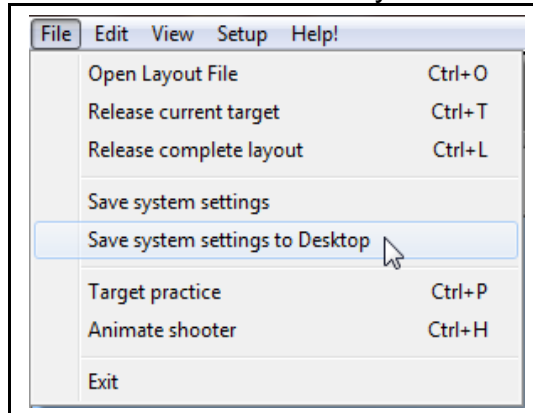 File Edit View Setup Help!
Open Layout File Ctrl+O
Release current target Ctrl+T
Release complete layout Ctrl+L
Save system settings
Save system settings to Desktop
Target practice Ctrl+P
Animate shooter Ctrl+H
Exit